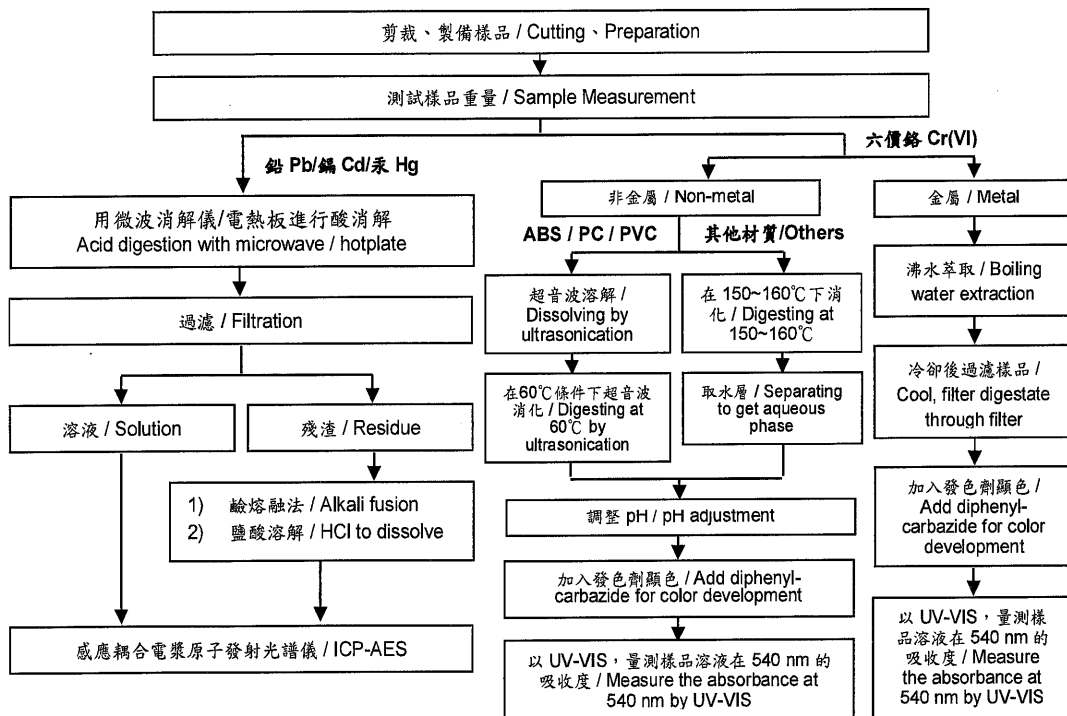 剪裁、製備樣品 / Cutting、Preparation
測試樣品重量 / Sample Measurement
鉛 Pb/鎘 Cd/汞 Hg
六價鉻 Cr(VI)
用微波消解儀/電熱板進行酸消解
Acid digestion with microwave / hotplate
過濾 / Filtration
溶液 / Solution
殘渣 / Residue
1) 鹼熔融法 / Alkali fusion
2) 鹽酸溶解 / HCl to dissolve
感應耦合電漿原子發射光譜儀 / ICP-AES
非金屬 / Non-metal
ABS / PC / PVC
其他材質/Others
超音波溶解 /
Dissolving by
ultrasonication
在60℃條件下超音波
消化 / Digesting at
60℃ by
ultrasonication
在 150~160℃下消
化 / Digesting at
150~160℃
取水層 / Separating
to get aqueous
phase
調整 pH / pH adjustment
加入發色劑顯色 / Add diphenyl-
carbazide for color development
以 UV-VIS，量測樣品溶液在 540 nm 的
吸收度 / Measure the absorbance at
540 nm by UV-VIS
金屬 / Metal
沸水萃取 / Boiling
water extraction
冷卻後過濾樣品 /
Cool, filter digestate
through filter
加入發色劑顯色 /
Add diphenyl-
carbazide for color
development
以 UV-VIS，量測樣
品溶液在 540 nm 的
吸收度 / Measure
the absorbance at
540 nm by UV-VIS